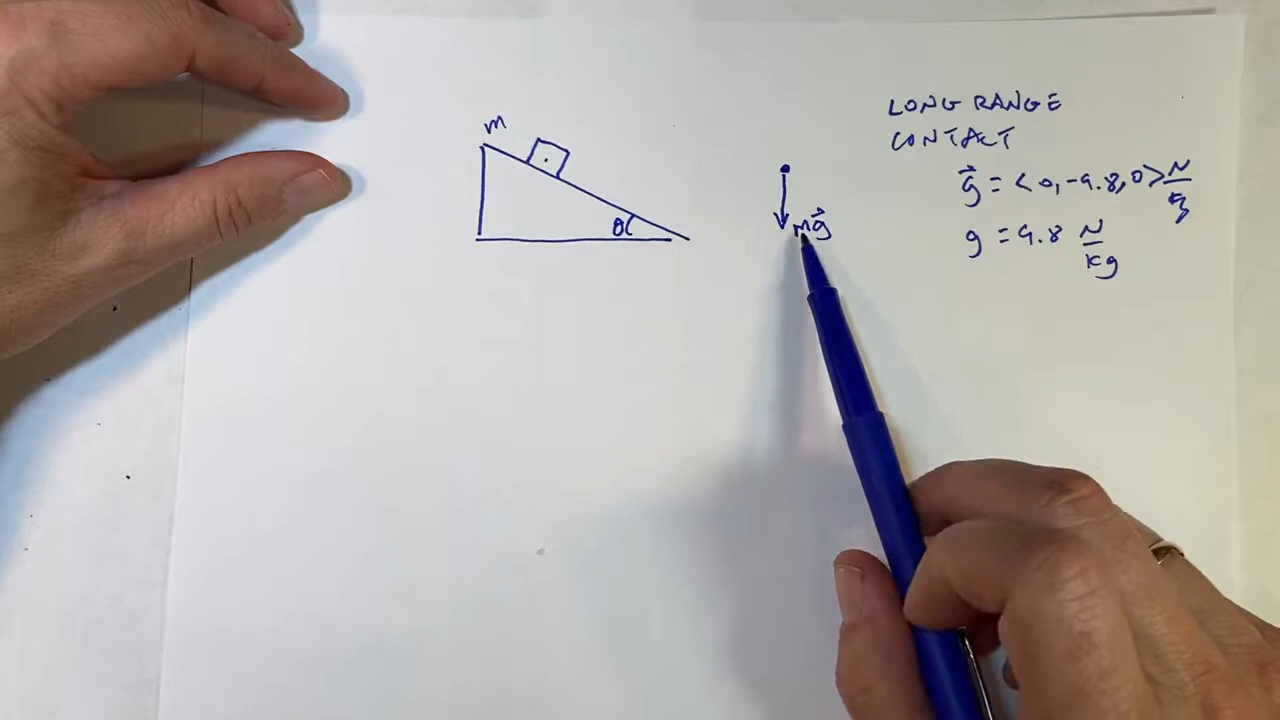 m
θ
mg⃗
LONG RANGE
CONTACT
g⃗ = <0,-9.8,0> N/kg
g = 9.8 N/kg